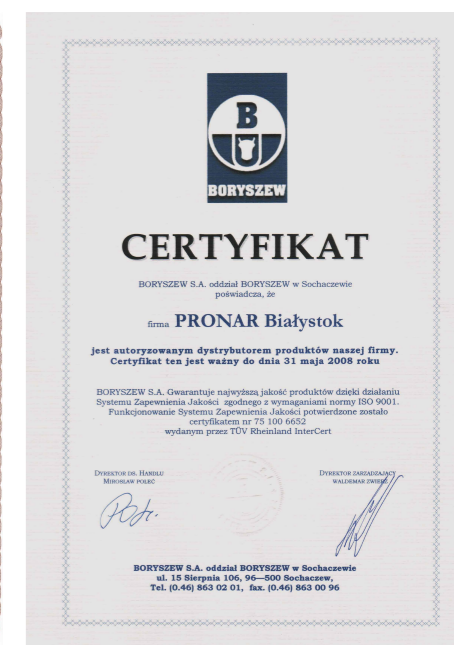 B
U
BORYSZEW
CERTYFIKAT
BORYSZEW S.A. oddział BORYSZEW w Sochaczewie
poświadcza, że
firma PRONAR Białystok
jest autoryzowanym dystrybutorem produktów naszej firmy.
Certyfikat ten jest ważny do dnia 31 maja 2008 roku
BORYSZEW S.A. Gwarantuje najwyższą jakość produktów dzięki działaniu
Systemu Zapewnienia Jakości zgodnego z wymaganiami normy ISO 9001.
Funkcjonowanie Systemu Zapewnienia Jakości potwierdzone zostało
certyfikatem nr 75 100 6652
wydanym przez TÜV Rheinland InterCert
DYREKTOR DS. HANDLU
MIROSŁAW POLEĆ
DYREKTOR ZARZĄDZAJĄCY
WALDEMAR
BORYSZEW S.A. oddział BORYSZEW w Sochaczewie
ul. 15 Sierpnia 106, 96—500 Sochaczew,
Tel. (0.46) 863 02 01, fax. (0.46) 863 00 96